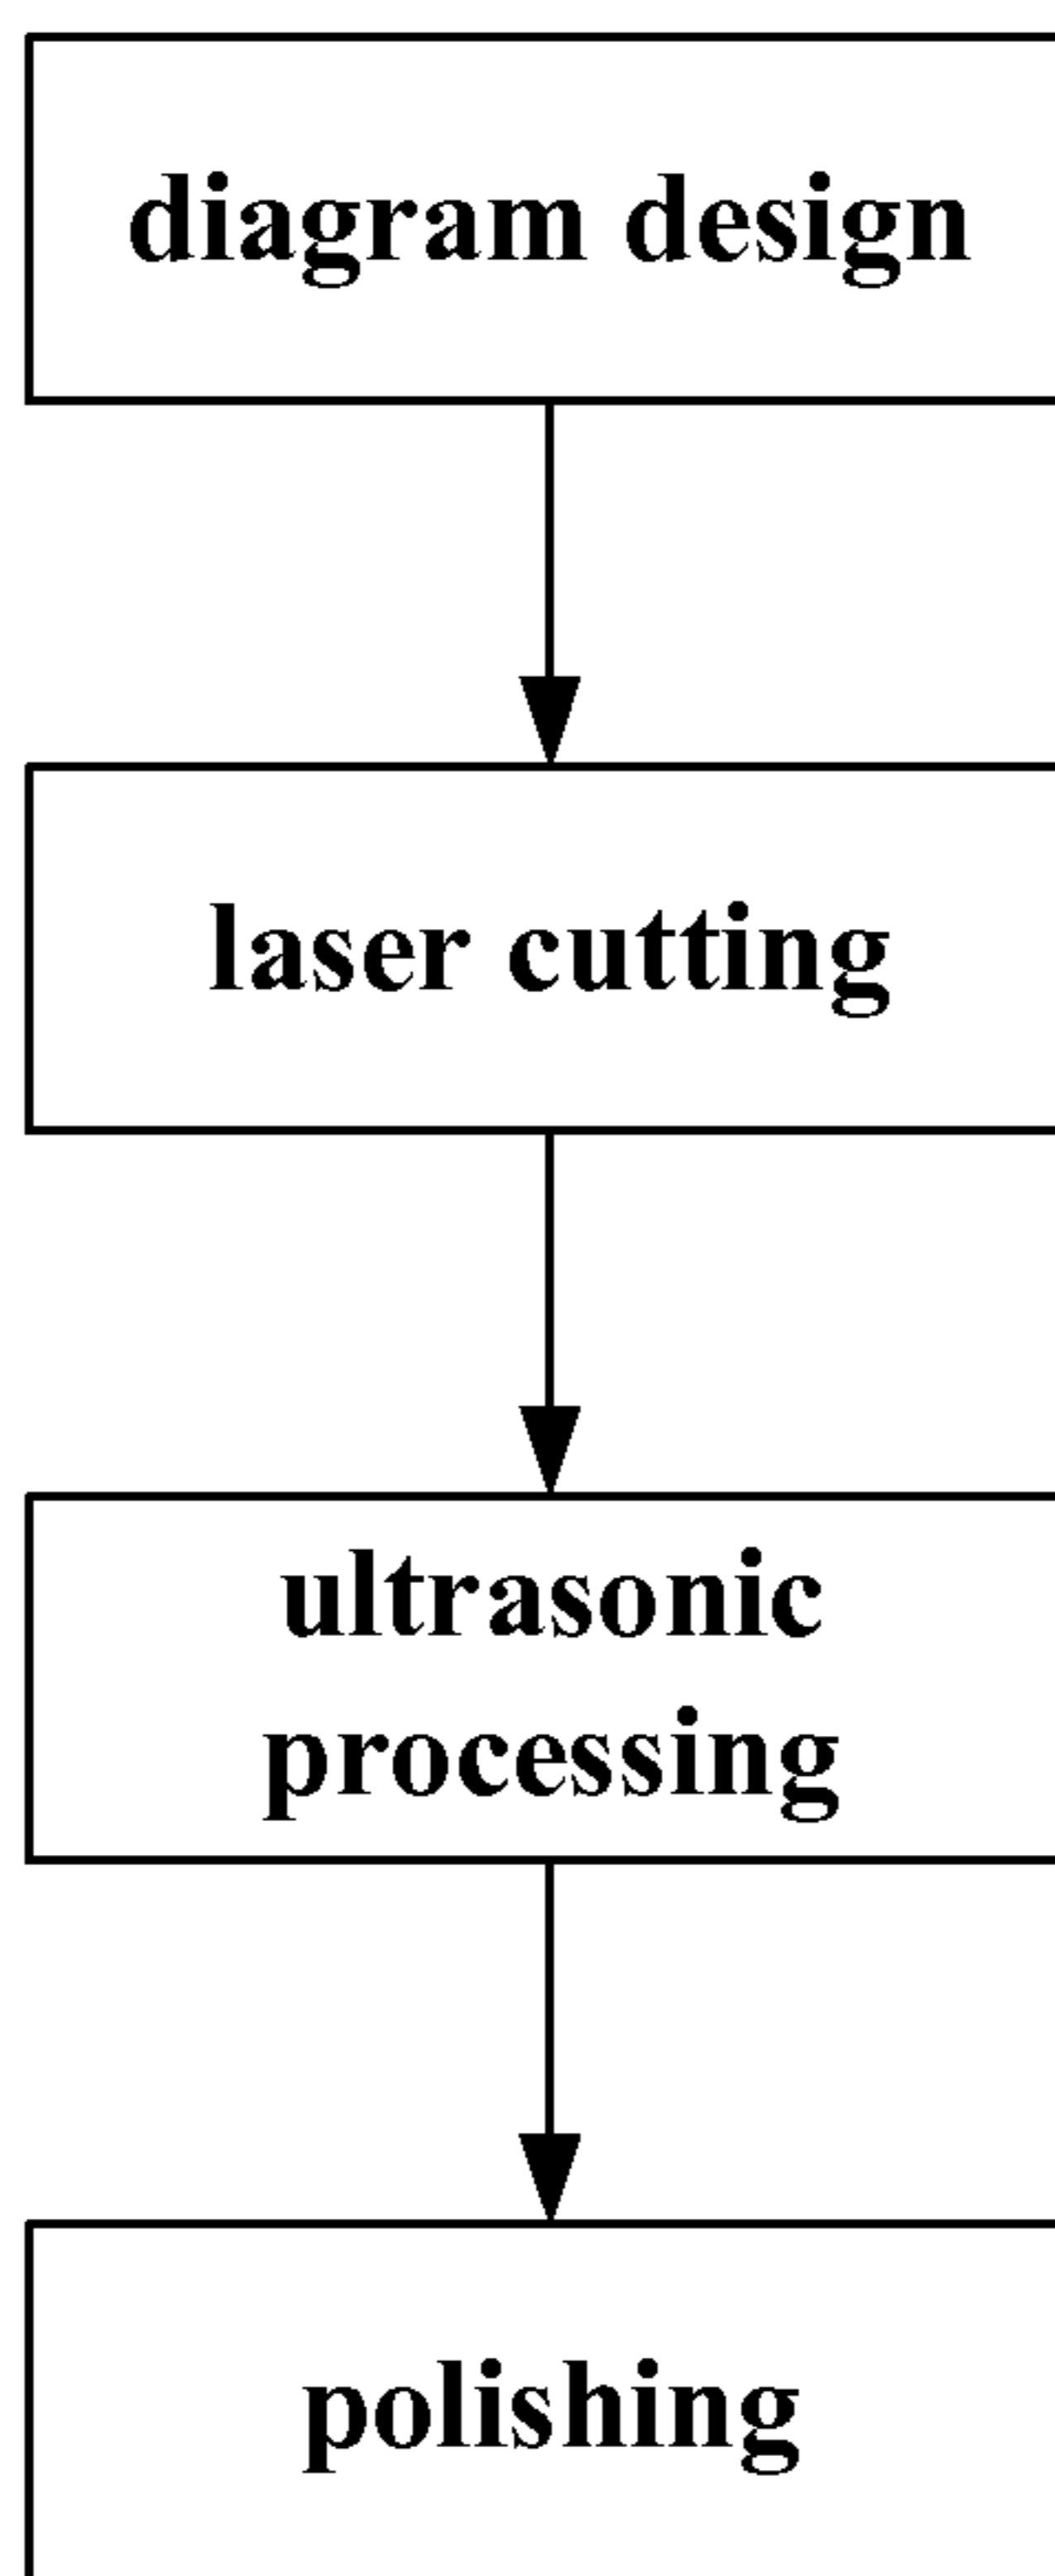 diagram design
laser cutting
ultrasonic
processing
polishing